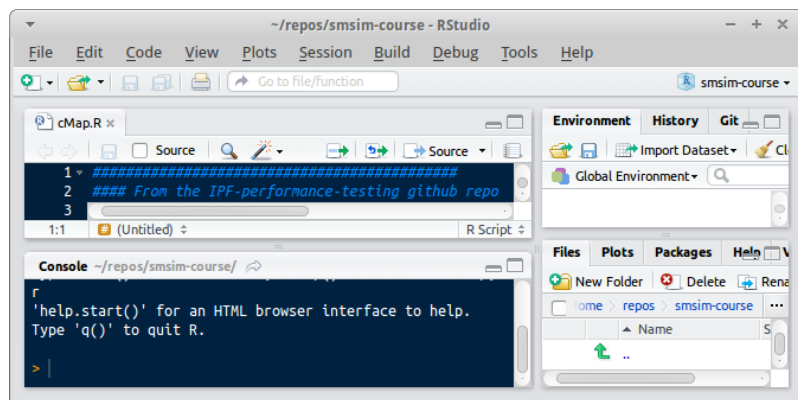 ~/repos/smsim-course - RStudio
File Edit Code View Plots Session Build Debug Tools Help
Go to file/function
smsim-course
cMap.R
Source
Source
1 ############################################
2 #### From the IPF-performance-testing github repo
3
1:1 (Untitled) R Script
Console ~/repos/smsim-course/
r
'help.start()' for an HTML browser interface to help.
Type 'q()' to quit R.
>
Environment History Git
Import Dataset
Global Environment
Files Plots Packages Help
New Folder Delete Rena
ome > repos > smsim-course ...
Name S
..